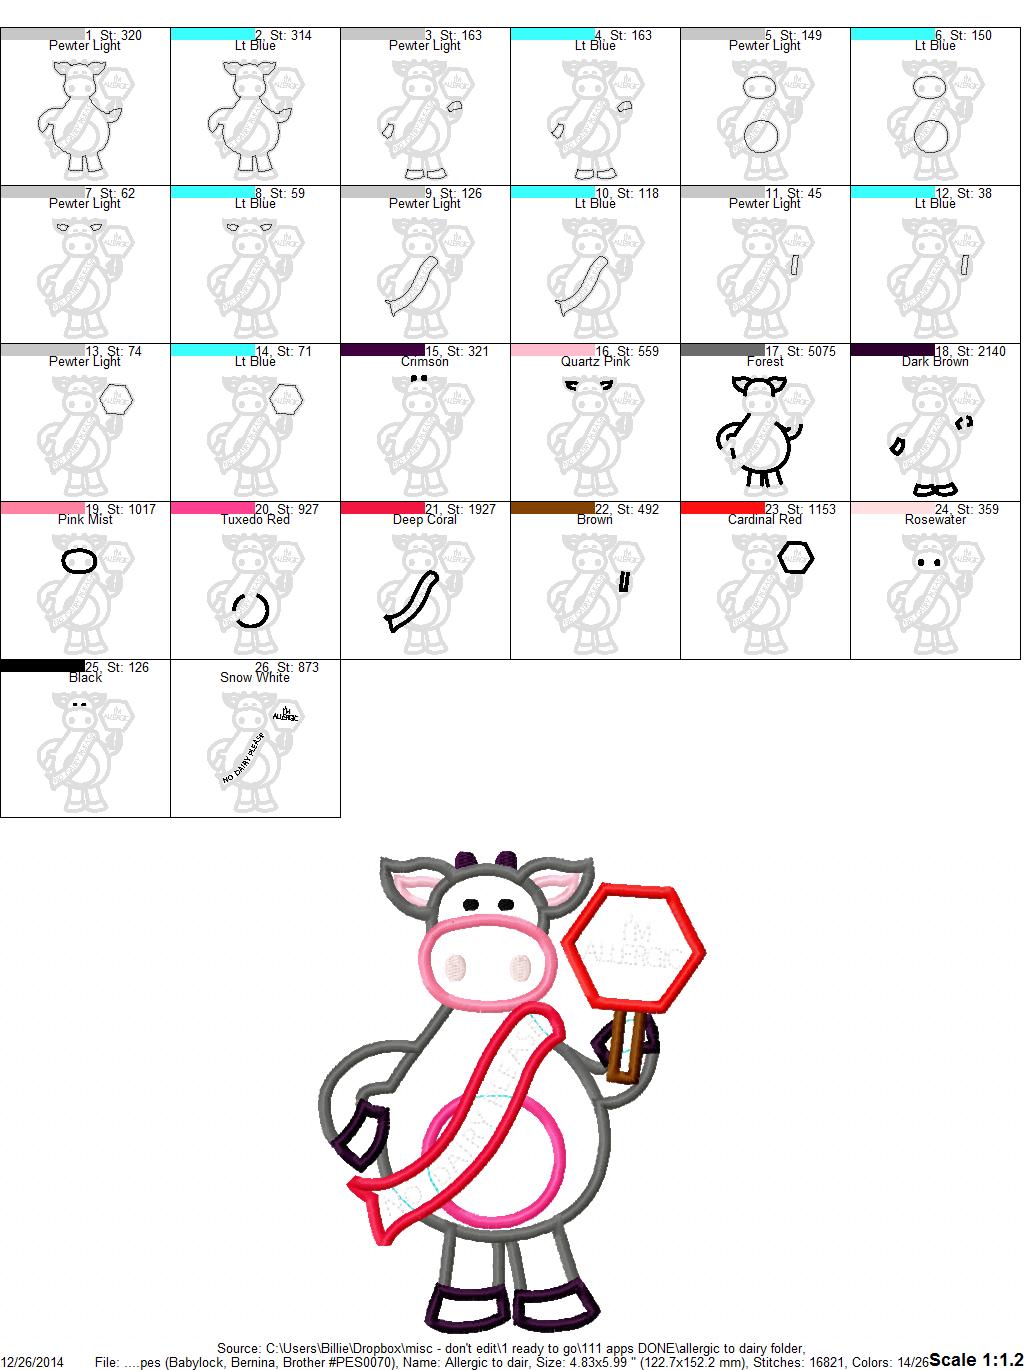 1, St: 320
Pewter Light
2, St: 314
Lt Blue
3, St: 163
Pewter Light
4, St: 163
Lt Blue
5, St: 149
Pewter Light
6, St: 150
Lt Blue
7, St: 62
Pewter Light
8, St: 59
Lt Blue
9, St: 126
Pewter Light
10, St: 118
Lt Blue
11, St: 45
Pewter Light
12, St: 38
Lt Blue
13, St: 74
Pewter Light
14, St: 71
Lt Blue
15, St: 321
Crimson
16, St: 559
Quartz Pink
17, St: 5075
Forest
18, St: 2140
Dark Brown
19, St: 1017
Pink Mist
20, St: 927
Tuxedo Red
21, St: 1927
Deep Coral
22, St: 492
Brown
23, St: 1153
Cardinal Red
24, St: 359
Rosewater
25, St: 126
Black
26, St: 873
Snow White
I'M
ALLERGIC
NO DAIRY PLEASE
I'M
ALLERGIC
NO DAIRY PLEASE
Source: C:\Users\Billie\Dropbox\misc - don't edit\1 ready to go\111 apps DONE\allergic to dairy folder,
12/26/2014 File: ....pes (Babylock, Bernina, Brother #PES0070), Name: Allergic to dair, Size: 4.83x5.99 " (122.7x152.2 mm), Stitches: 16821, Colors: 14/26 Scale 1:1.2